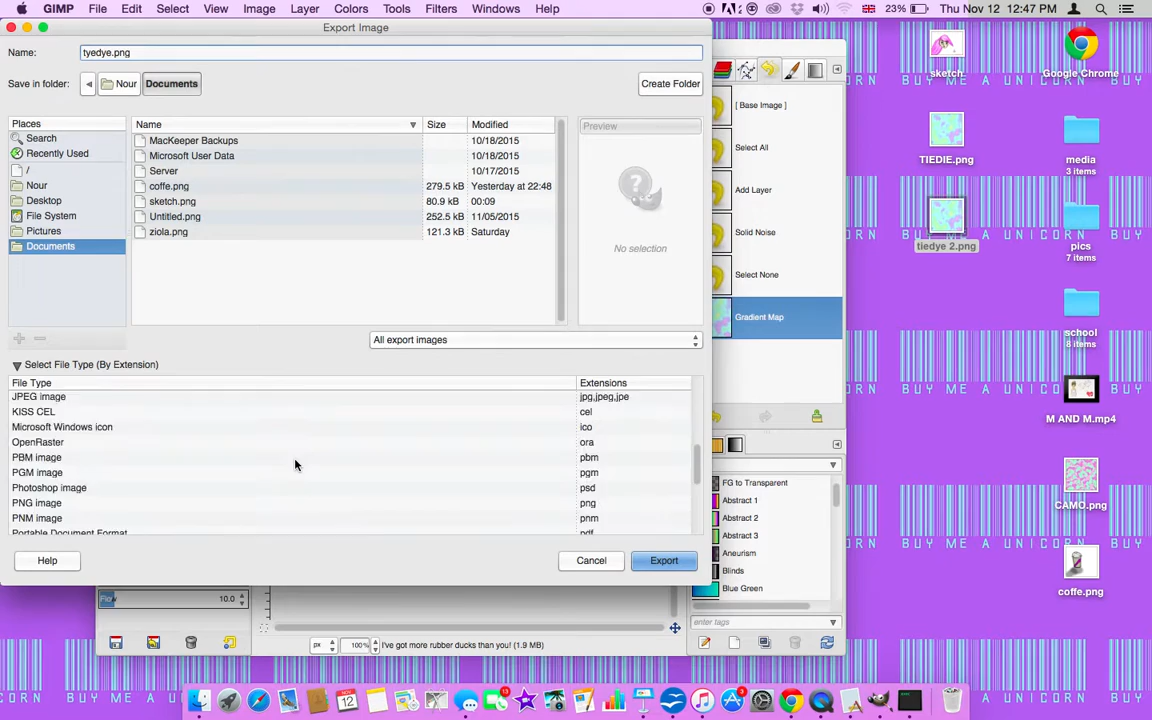 GIMP File Edit Select View Image Layer Colors Tools Filters Windows Help 23% Thu Nov 12 12:47 PM
Export Image
Name: tyedye.png
Save in folder: Nour Documents Create Folder
Places
Search
Recently Used
/
Nour
Desktop
File System
Pictures
Documents
Name Size Modified
MacKeeper Backups 10/18/2015
Microsoft User Data 10/18/2015
Server 10/17/2015
coffe.png 279.5 kB Yesterday at 22:48
sketch.png 80.9 kB 00:09
Untitled.png 252.5 kB 11/05/2015
ziola.png 121.3 kB Saturday
Preview
No selection
All export images
Select File Type (By Extension)
File Type Extensions
JPEG image jpg,jpeg,jpe
KISS CEL cel
Microsoft Windows icon ico
OpenRaster ora
PBM image pbm
PGM image pgm
Photoshop image psd
PNG image png
PNM image pnm
Portable Document Format pdf
Help Cancel Export
[ Base Image ]
Select All
Add Layer
Solid Noise
Select None
Gradient Map
FG to Transparent
Abstract 1
Abstract 2
Abstract 3
Aneurism
Blinds
Blue Green
enter tags
10.0
px 100% I've got more rubber ducks than you! (1.9 MB)
sketch
Google Chrome
TIEDIE.png
media
3 items
tiedye 2.png
pics
7 items
school
8 items
M AND M.mp4
CAMO.png
coffe.png
BUY ME A UNICORN
NOV
12
13
3